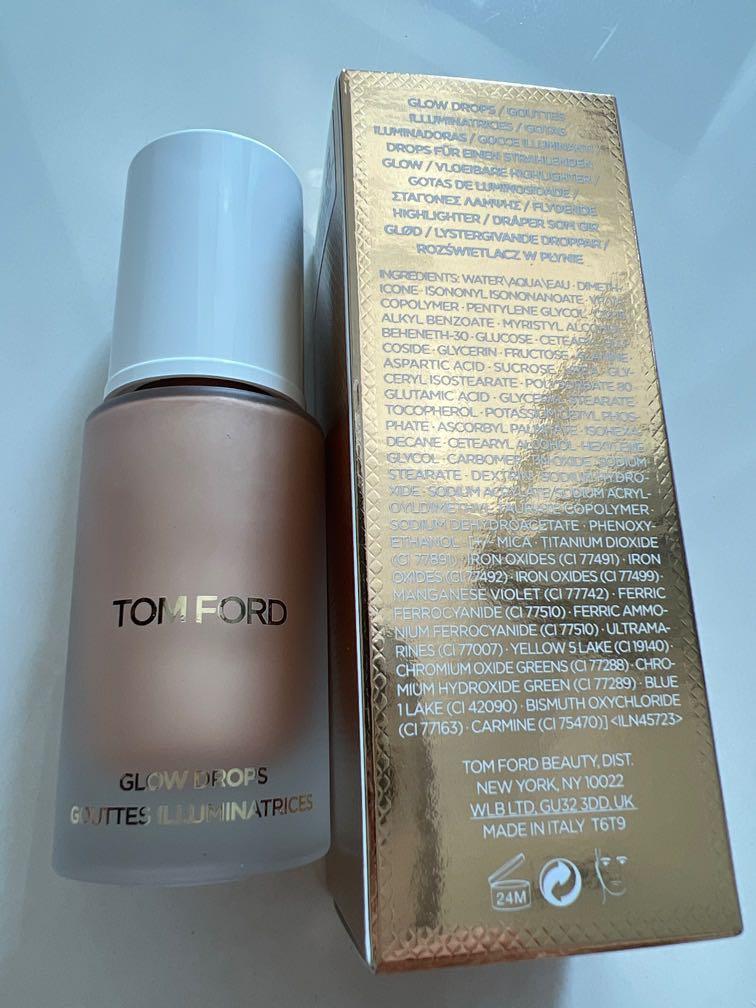 TOM FORD
GLOW DROPS
GOUTTES ILLUMINATRICES
GLOW DROPS / GOUTTES
ILLUMINATRICES / GOTAS
ILUMINADORAS / GOCCE ILLUMINANTI /
DROPS FÜR EINEN STRAHLENDEN
GLOW / VLOEIBARE HIGHLIGHTER /
GOTAS DE LUMINOSIDADE /
ΣΤΑΓΟΝΕΣ ΛΑΜΨΗΣ / FLYDENDE
HIGHLIGHTER / DRÅPER SOM GIR
GLØD / LYSTERGIVANDE DROPPAR /
ROZŚWIETLACZ W PŁYNIE
INGREDIENTS: WATER\AQUA\EAU · DIMETH-
ICONE · ISONONYL ISONONANOATE ·
COPOLYMER · PENTYLENE GLYCOL ·
ALKYL BENZOATE · MYRISTYL ALCOHOL ·
BEHENETH-30 · GLUCOSE · CETEARYL GLU-
COSIDE · GLYCERIN · FRUCTOSE · ALANINE ·
ASPARTIC ACID · SUCROSE · UREA · GLY-
CERYL ISOSTEARATE · POLYSORBATE 80 ·
GLUTAMIC ACID · GLYCERYL STEARATE ·
TOCOPHEROL · POTASSIUM CETYL PHOS-
PHATE · ASCORBYL PALMITATE · ISOHEXA-
DECANE · CETEARYL ALCOHOL · HEXYLENE
GLYCOL · CARBOMER · TIN OXIDE · SODIUM
STEARATE · DEXTRIN · SODIUM HYDRO-
XIDE · SODIUM ACRYLATE/SODIUM ACRYL-
OYLDIMETHYL TAURATE COPOLYMER ·
SODIUM DEHYDROACETATE · PHENOXY-
ETHANOL · [+/- MICA · TITANIUM DIOXIDE
(CI 77891) · IRON OXIDES (CI 77491) · IRON
OXIDES (CI 77492) · IRON OXIDES (CI 77499) ·
MANGANESE VIOLET (CI 77742) · FERRIC
FERROCYANIDE (CI 77510) · FERRIC AMMO-
NIUM FERROCYANIDE (CI 77510) · ULTRAMA-
RINES (CI 77007) · YELLOW 5 LAKE (CI 19140) ·
CHROMIUM OXIDE GREENS (CI 77288) · CHRO-
MIUM HYDROXIDE GREEN (CI 77289) · BLUE
1 LAKE (CI 42090) · BISMUTH OXYCHLORIDE
(CI 77163) · CARMINE (CI 75470)] <ILN45723>
TOM FORD BEAUTY, DIST.
NEW YORK, NY 10022
WLB LTD, GU32 3DD, UK
MADE IN ITALY T6T9
24M